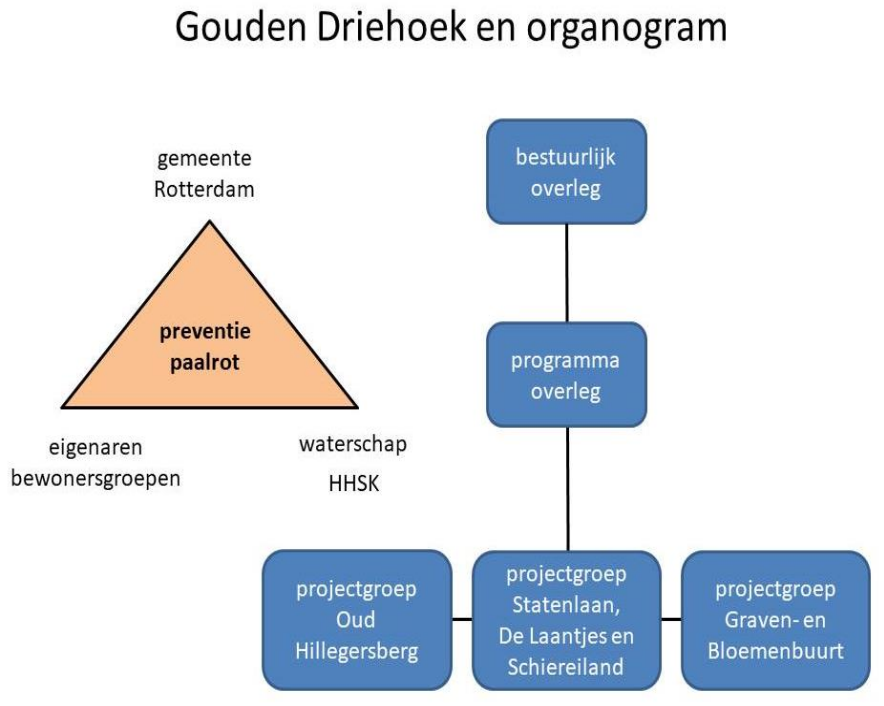 Gouden Driehoek en organogram
gemeente
Rotterdam
preventie
paalrot
eigenaren
bewonersgroepen
waterschap
HHSK
bestuurlijk
overleg
programma
overleg
projectgroep
Oud
Hillegersberg
projectgroep
Statenlaan,
De Laantjes en
Schiereiland
projectgroep
Graven- en
Bloemenbuurt